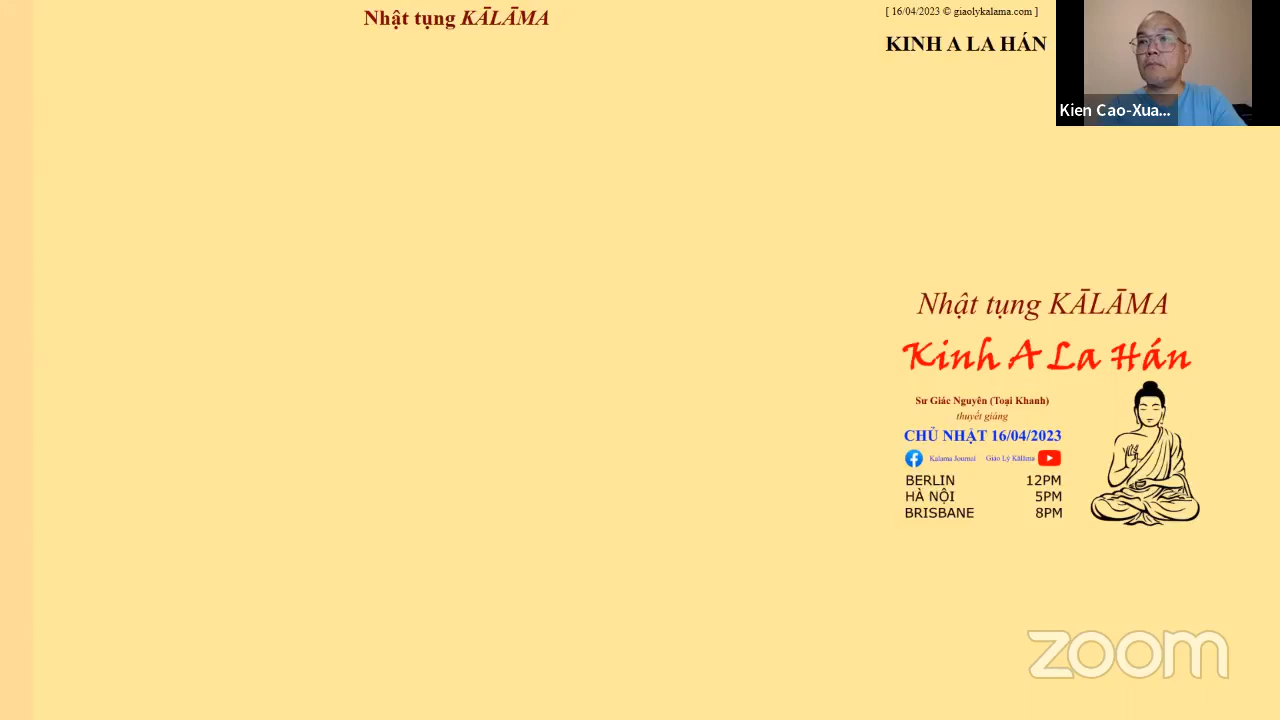 Nhật tụng KĀLĀMA
[ 16/04/2023 © giaolykalama.com ]
KINH A LA HÁN
Kien Cao-Xua...
Nhật tụng KĀLĀMA
Kinh A La Hán
Sư Giác Nguyên (Toại Khanh)
thuyết giảng
CHỦ NHẬT 16/04/2023
Kalama Journal Giáo Lý Kālāma
BERLIN 12PM
HÀ NỘI 5PM
BRISBANE 8PM
zoom